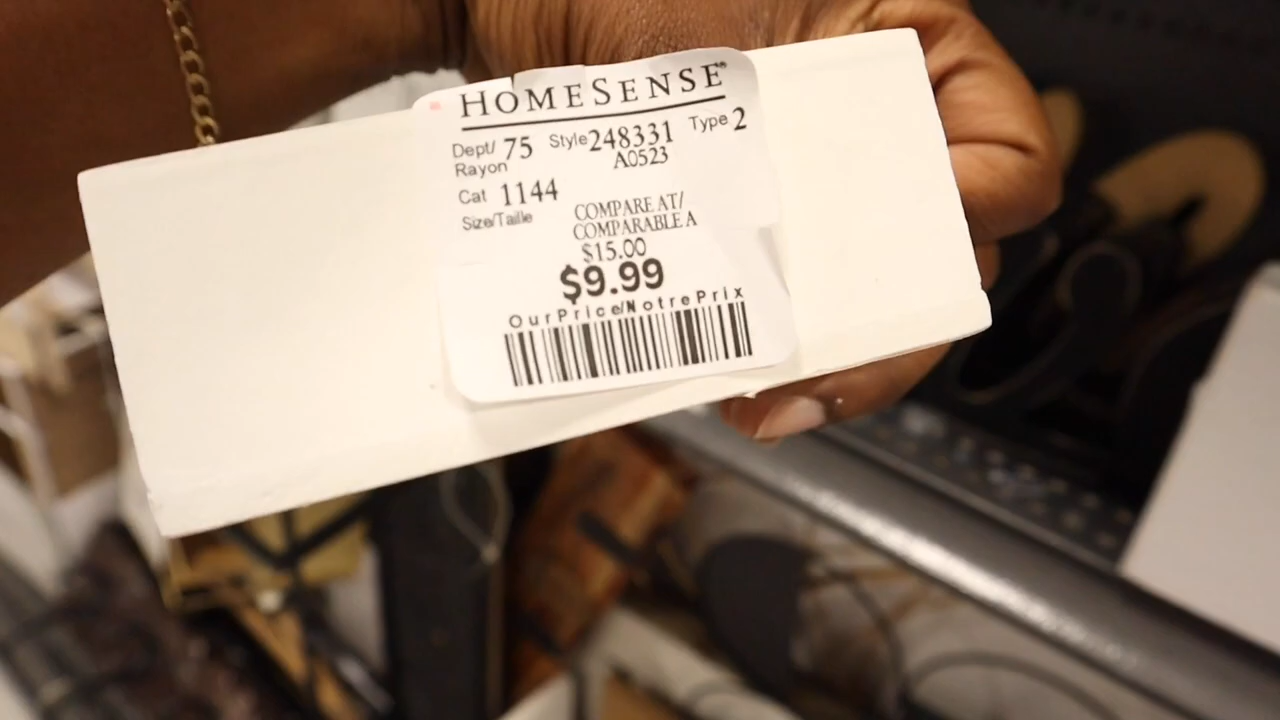 HOMESENSE®
Dept/ 75 Style 248331 Type 2
Rayon A0523
Cat 1144
Size/Taille
COMPARE AT/
COMPARABLE A
$15.00
$9.99
OurPrice/NotrePrix